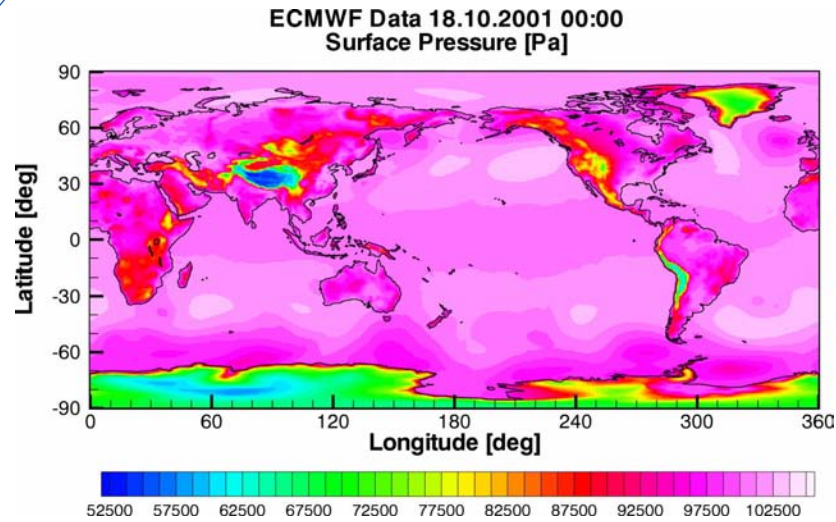 ECMWF Data 18.10.2001 00:00
Surface Pressure [Pa]
Latitude [deg]
90
60
30
0
-30
-60
-90
0 60 120 180 240 300 360
Longitude [deg]
52500 57500 62500 67500 72500 77500 82500 87500 92500 97500 102500